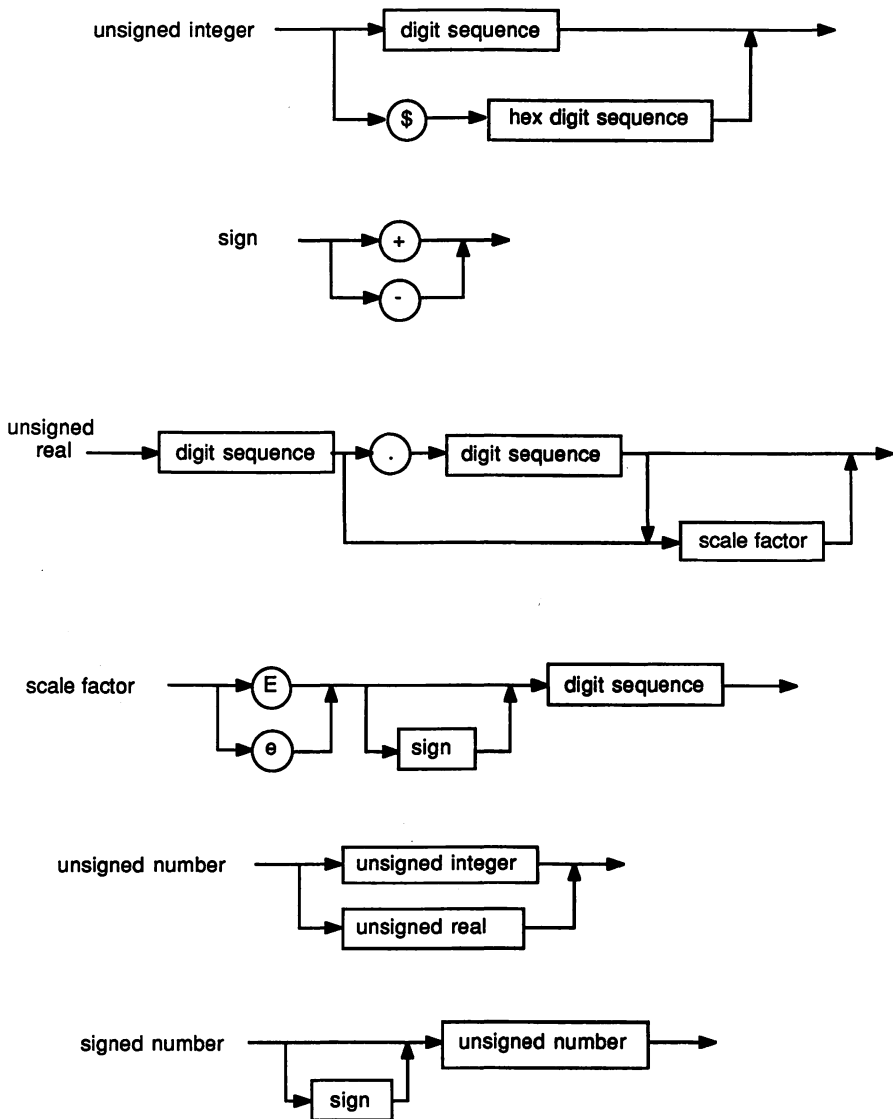 unsigned integer digit sequence
$ hex digit sequence
sign +
-
unsigned
real digit sequence . digit sequence
scale factor
scale factor E digit sequence
e sign
unsigned number unsigned integer
unsigned real
signed number unsigned number
sign